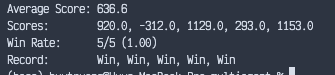 Average Score: 636.6
Scores: 920.0, -312.0, 1129.0, 293.0, 1153.0
Win Rate: 5/5 (1.00)
Record: Win, Win, Win, Win, Win